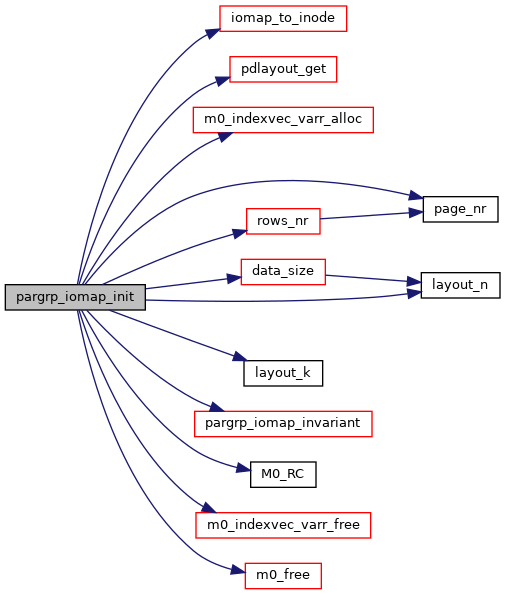 iomap_to_inode
pdlayout_get
m0_indexvec_varr_alloc
page_nr
rows_nr
data_size
layout_n
pargrp_iomap_init
layout_k
pargrp_iomap_invariant
M0_RC
m0_indexvec_varr_free
m0_free